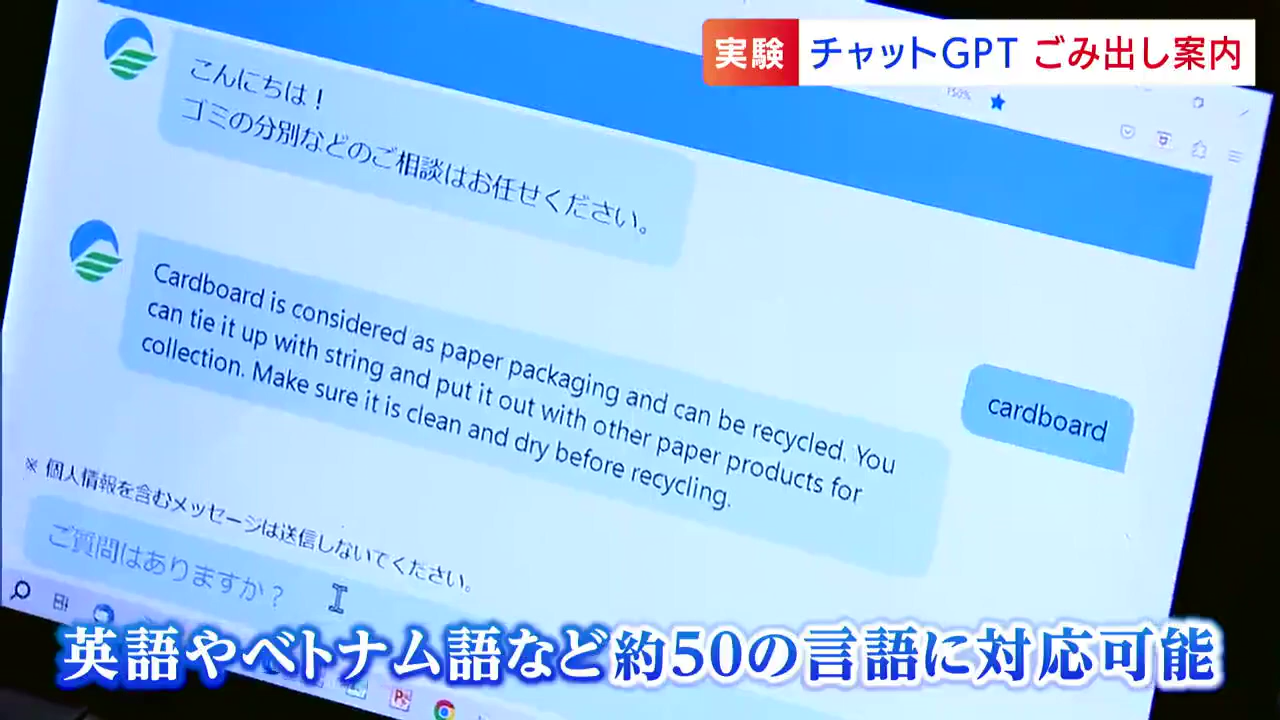 実験 チャットGPT ごみ出し案内
150%
こんにちは！
ゴミの分別などのご相談はお任せください。
cardboard
Cardboard is considered as paper packaging and can be recycled. You
can tie it up with string and put it out with other paper products for
collection. Make sure it is clean and dry before recycling.
※ 個人情報を含むメッセージは送信しないでください。
ご質問はありますか？
英語やベトナム語など約50の言語に対応可能